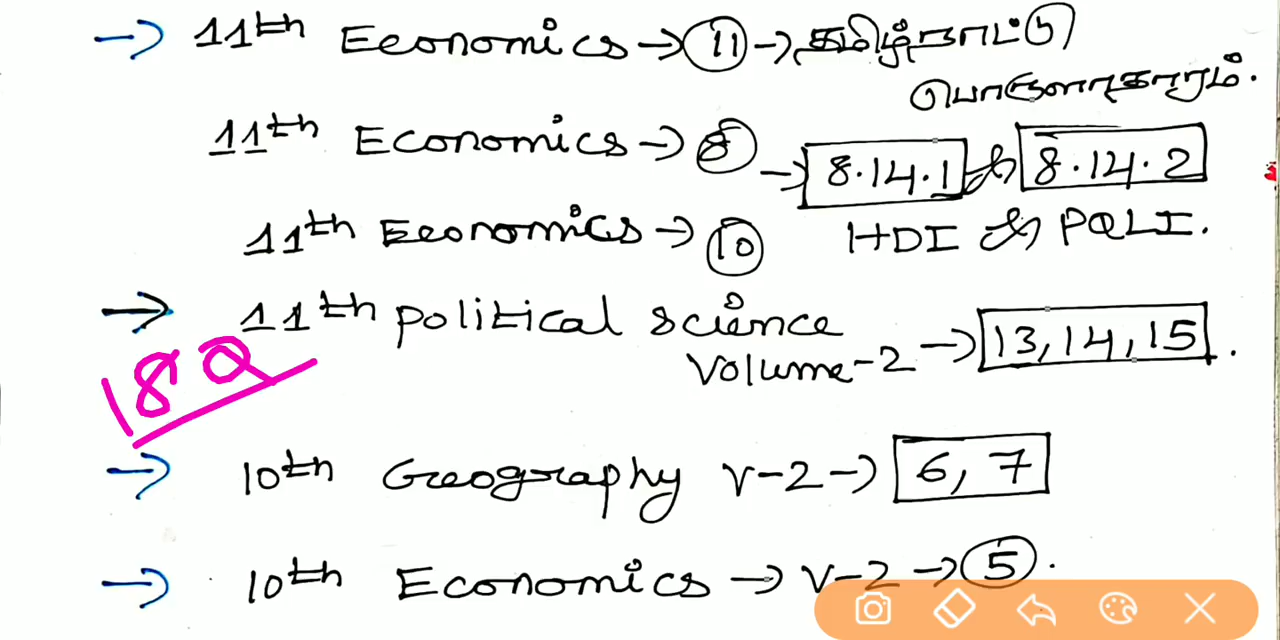 → 11th Economics → 11 → தமிழ்நாட்டு
பொருளாதாரம்.
11th Economics → 8 → 8.14.1 & 8.14.2
11th Economics → 10 HDI & PQLI.
→ 11th political science
Volume-2 → 13, 14, 15.
18 Q
→ 10th Geography V-2 → 6, 7
→ 10th Economics → V-2 → 5.